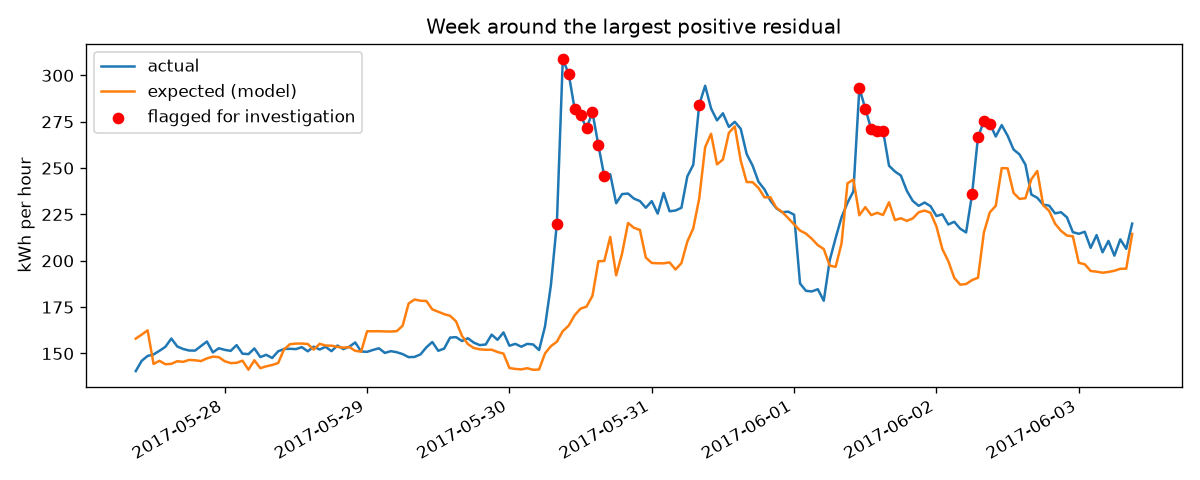 Week around the largest positive residual
kWh per hour
300
275
250
225
200
175
150
actual
expected (model)
flagged for investigation
2017-05-28
2017-05-29
2017-05-30
2017-05-31
2017-06-01
2017-06-02
2017-06-03